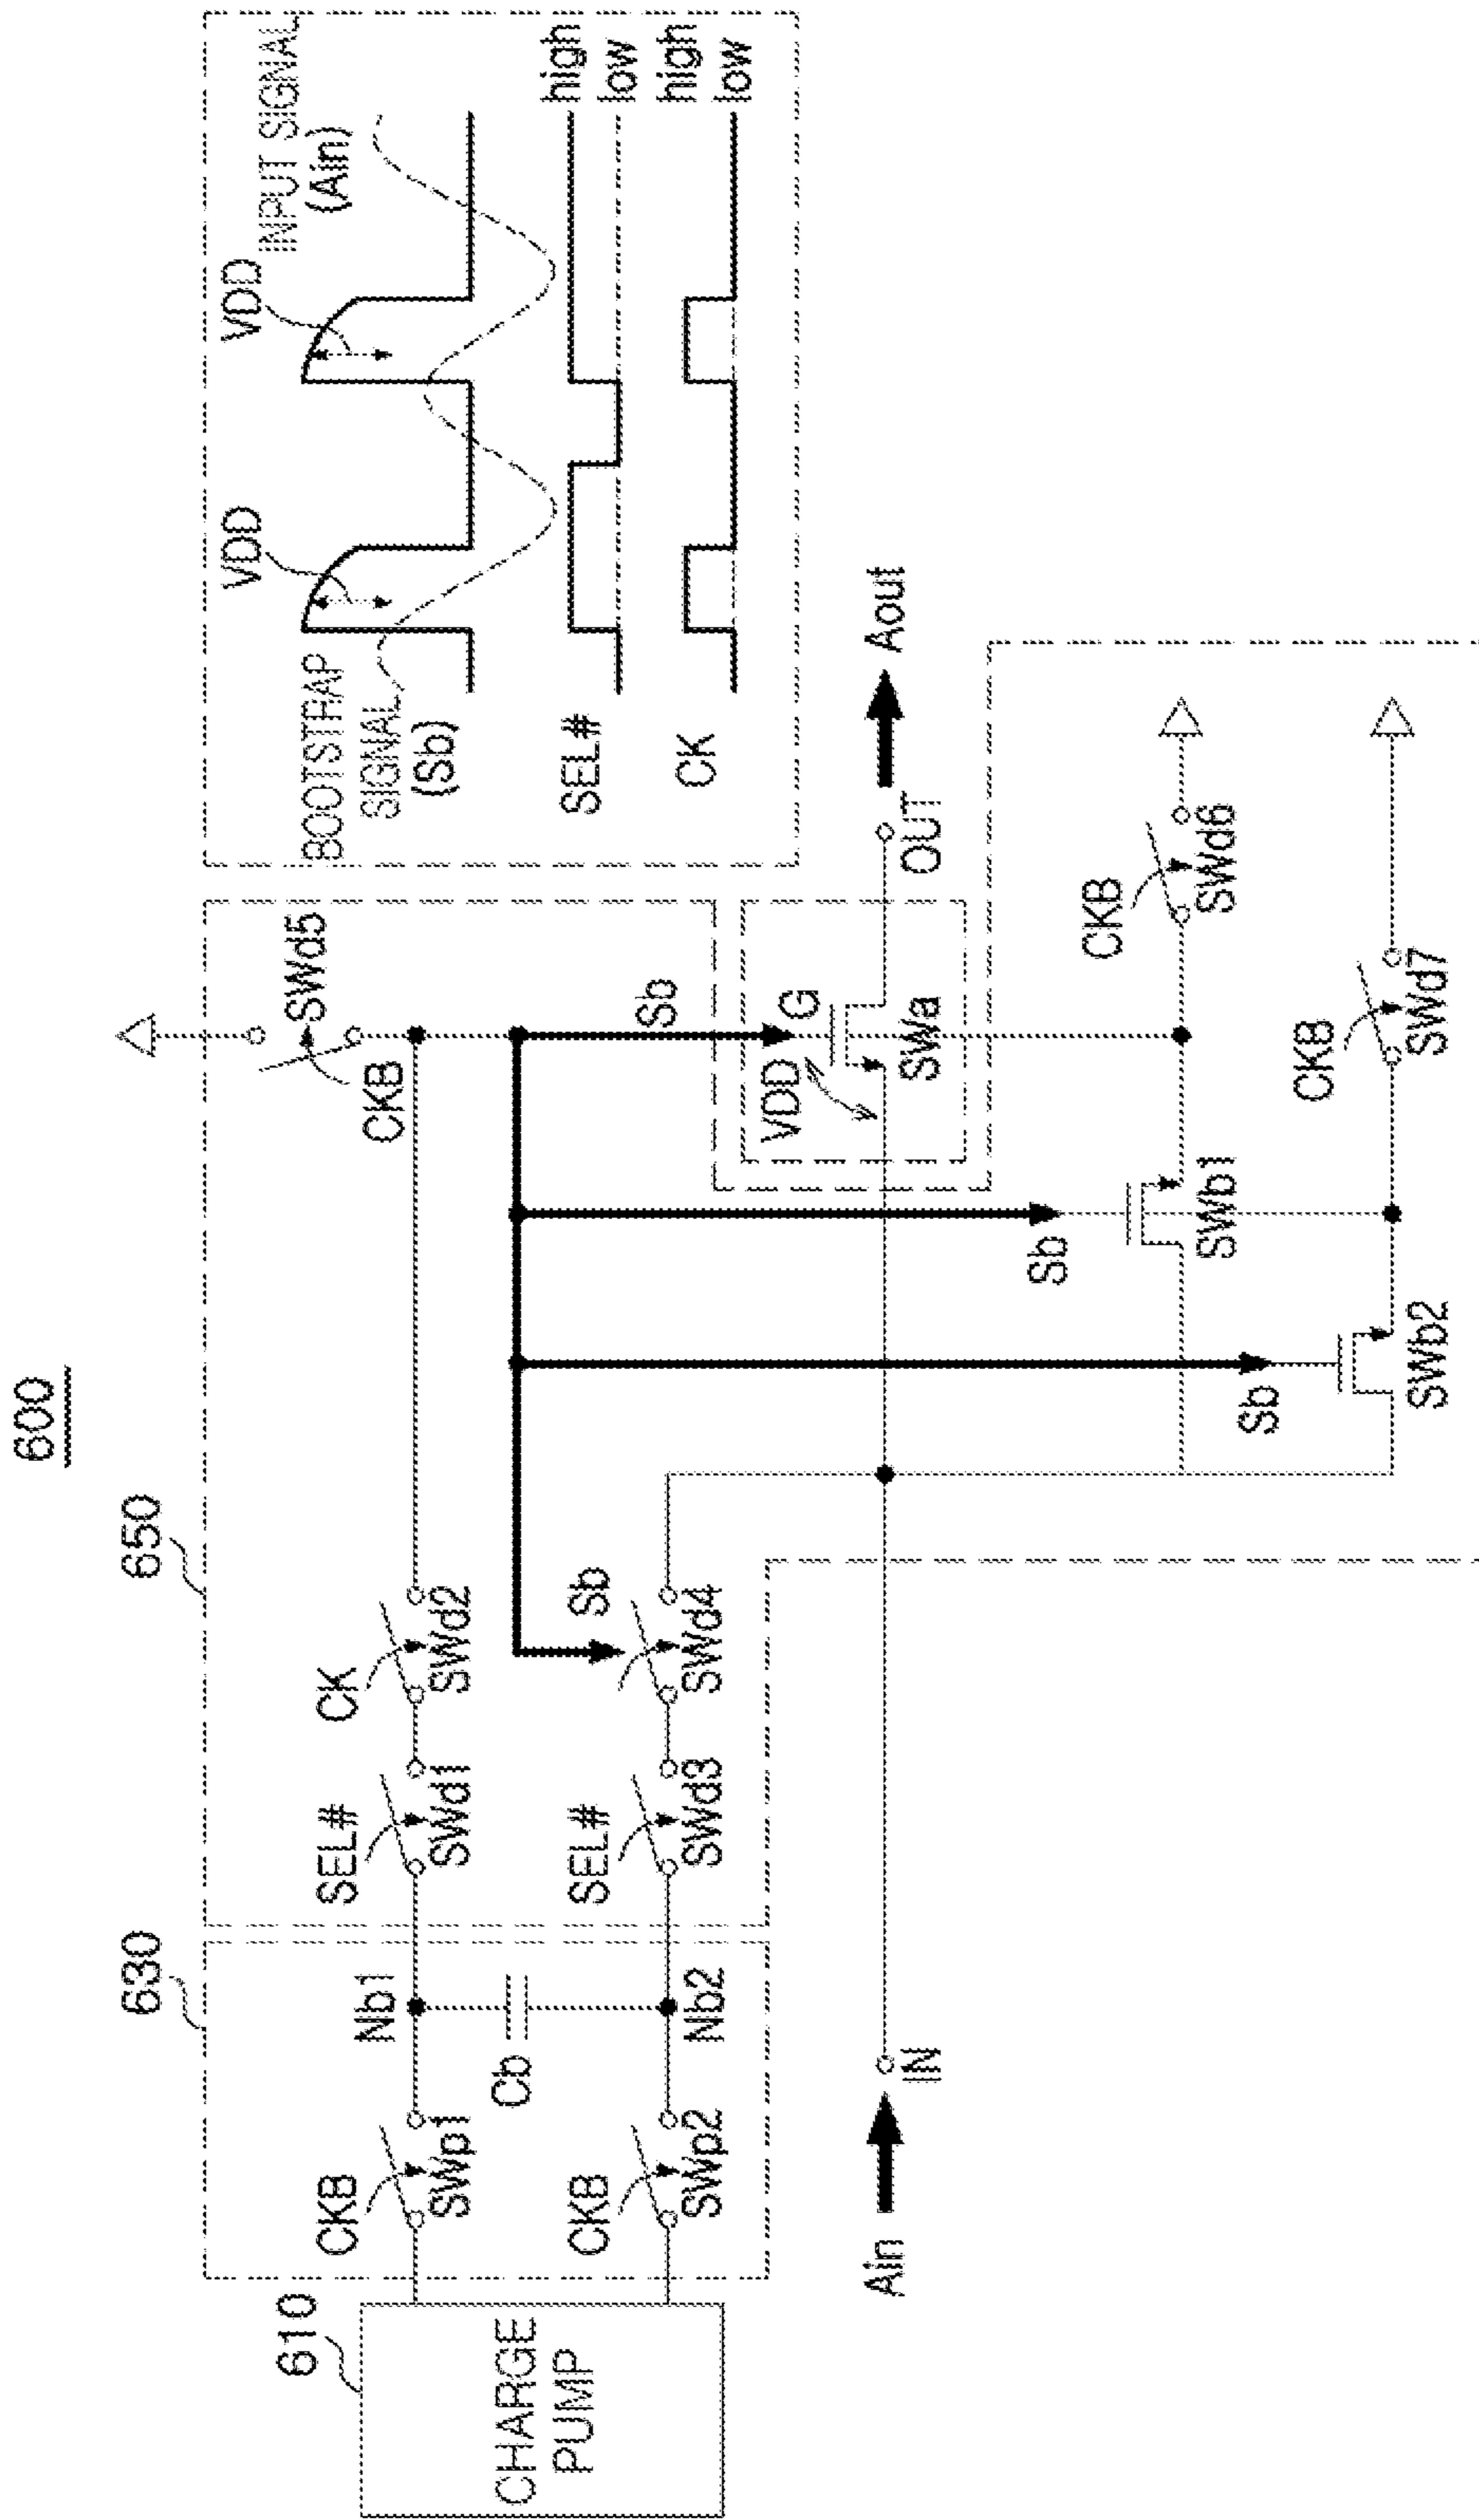 600
610
CHARGE
PUMP
630
CKB
SWp1
Nb1
Cb
CKB
SWp2
Nb2
650
SEL#
SWd1
CK
SWd2
SEL#
SWd3
Sb
SWd4
CKB
SWd5
Sb
VDD
G
SWa
Ain
IN
OUT
Aout
Sb
SWb1
Sb
SWb2
CKB
SWd6
CKB
SWd7
BOOTSTRAP
SIGNAL
(Sb)
VDD
VDD
INPUT SIGNAL
(Ain)
SEL#
high
low
CK
high
low